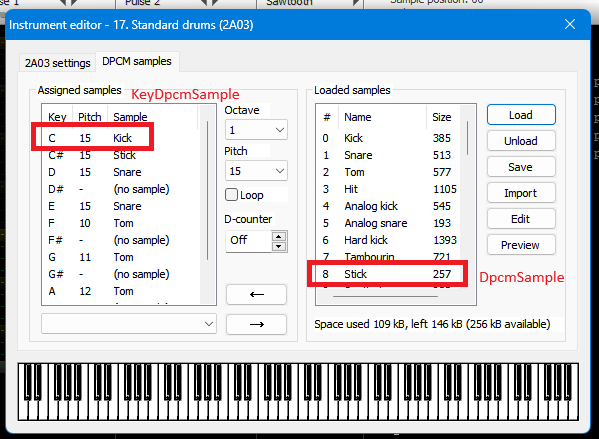 Pulse 2
Sawtooth
Instrument editor - 17. Standard drums (2A03)
2A03 settings
DPCM samples
Assigned samples
KeyDpcmSample
Key Pitch Sample
C 15 Kick
C# 15 Stick
D 15 Snare
D# - (no sample)
E 15 Snare
F 10 Tom
F# - (no sample)
G 11 Tom
G# - (no sample)
A 12 Tom
Octave
1
Pitch
15
Loop
D-counter
Off
←
→
Loaded samples
# Name Size
0 Kick 385
1 Snare 513
2 Tom 577
3 Hit 1105
4 Analog kick 545
5 Analog snare 193
6 Hard kick 1393
7 Tambourin 721
8 Stick 257
DpcmSample
Space used 109 kB, left 146 kB (256 kB available)
Load
Unload
Save
Import
Edit
Preview